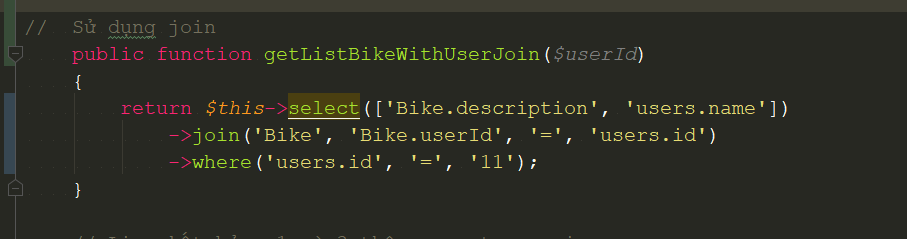 //  Sử dụng join
public function getListBikeWithUserJoin($userId)
{
return $this->select(['Bike.description', 'users.name'])
->join('Bike', 'Bike.userId', '=', 'users.id')
->where('users.id', '=', '11');
}